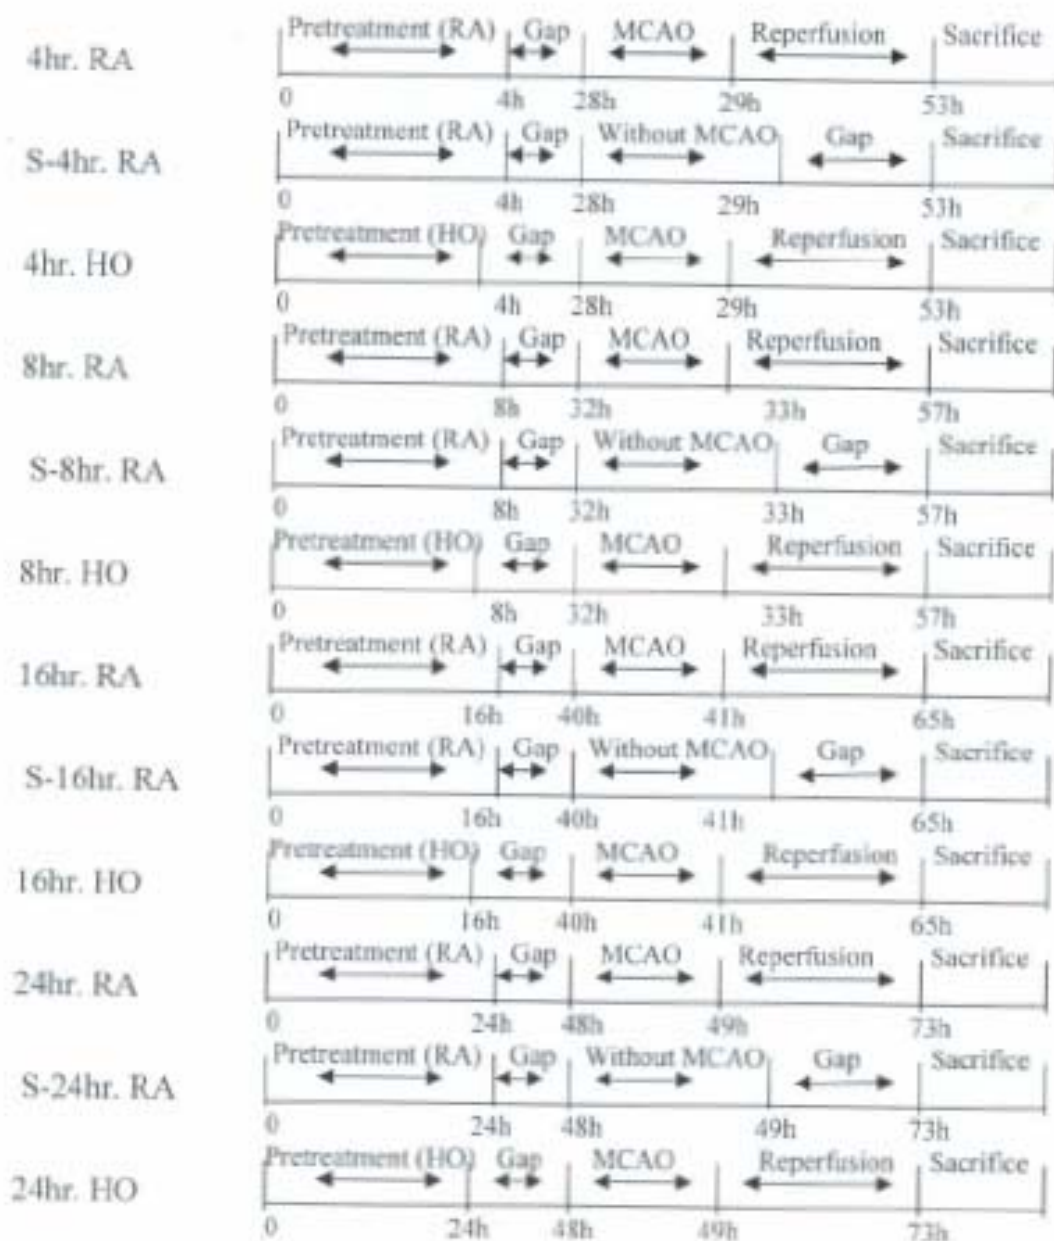 Pretreatment (RA) Gap MCAO Reperfusion Sacrifice
4hr. RA
0 4h 28h 29h 53h
Pretreatment (RA) Gap Without MCAO Gap Sacrifice
S-4hr. RA
0 4h 28h 29h 53h
Pretreatment (HO) Gap MCAO Reperfusion Sacrifice
4hr. HO
0 4h 28h 29h 53h
Pretreatment (RA) Gap MCAO Reperfusion Sacrifice
8hr. RA
0 8h 32h 33h 57h
Pretreatment (RA) Gap Without MCAO Gap Sacrifice
S-8hr. RA
0 8h 32h 33h 57h
Pretreatment (HO) Gap MCAO Reperfusion Sacrifice
8hr. HO
0 8h 32h 33h 57h
Pretreatment (RA) Gap MCAO Reperfusion Sacrifice
16hr. RA
0 16h 40h 41h 65h
Pretreatment (RA) Gap Without MCAO Gap Sacrifice
S-16hr. RA
0 16h 40h 41h 65h
Pretreatment (HO) Gap MCAO Reperfusion Sacrifice
16hr. HO
0 16h 40h 41h 65h
Pretreatment (RA) Gap MCAO Reperfusion Sacrifice
24hr. RA
0 24h 48h 49h 73h
Pretreatment (RA) Gap Without MCAO Gap Sacrifice
S-24hr. RA
0 24h 48h 49h 73h
Pretreatment (HO) Gap MCAO Reperfusion Sacrifice
24hr. HO
0 24h 48h 49h 73h